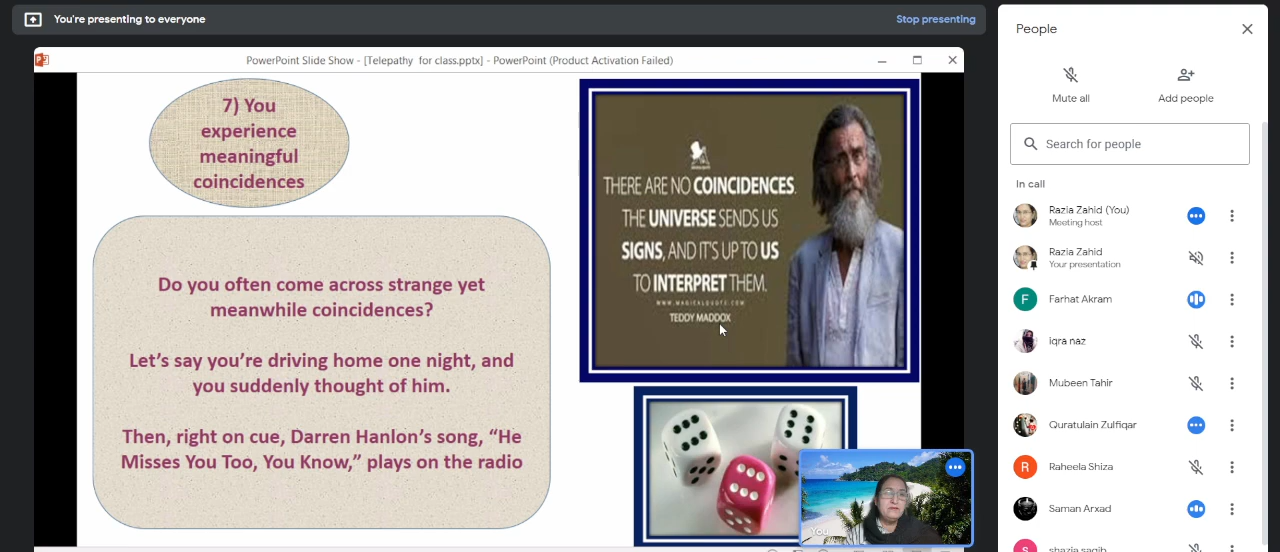 You're presenting to everyone
Stop presenting
PowerPoint Slide Show - [Telepathy for class.pptx] - PowerPoint (Product Activation Failed)
7) You
experience
meaningful
coincidences
Do you often come across strange yet
meanwhile coincidences?
Let's say you're driving home one night, and
you suddenly thought of him.
Then, right on cue, Darren Hanlon's song, “He
Misses You Too, You Know,” plays on the radio
THERE ARE NO COINCIDENCES.
THE UNIVERSE SENDS US
SIGNS, AND IT'S UP TO US
TO INTERPRET THEM.
TEDDY MADDOX
You
People
Mute all
Add people
Search for people
In call
Razia Zahid (You)
Meeting host
Razia Zahid
Your presentation
F
Farhat Akram
iqra naz
Mubeen Tahir
Quratulain Zulfiqar
R
Raheela Shiza
Saman Arxad
S
shazia saqib